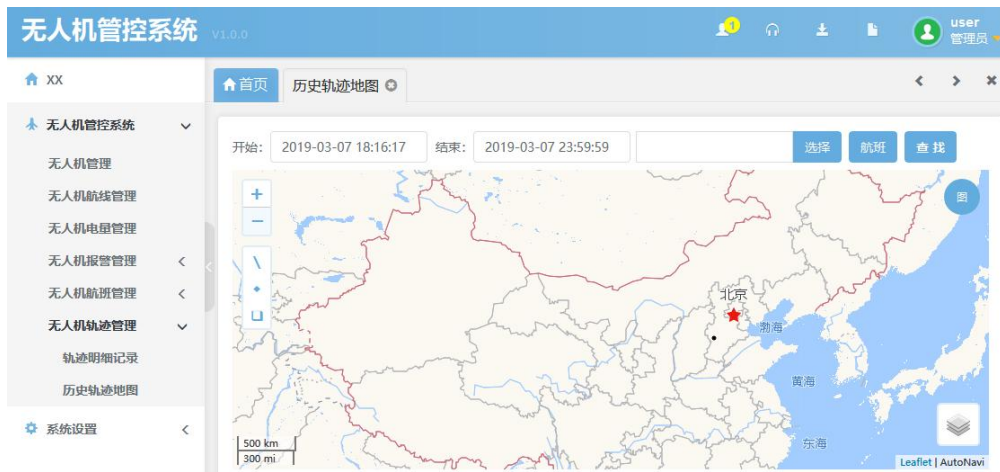 无人机管控系统 V1.0.0
1
user
管理员
XX
首页
历史轨迹地图
无人机管控系统
无人机管理
无人机航线管理
无人机电量管理
无人机报警管理
无人机航班管理
无人机轨迹管理
轨迹明细记录
历史轨迹地图
系统设置
开始: 2019-03-07 18:16:17 结束: 2019-03-07 23:59:59 选择 航班 查找
+
−
图
北京
渤海
黄海
东海
500 km
300 mi
Leaflet | AutoNavi